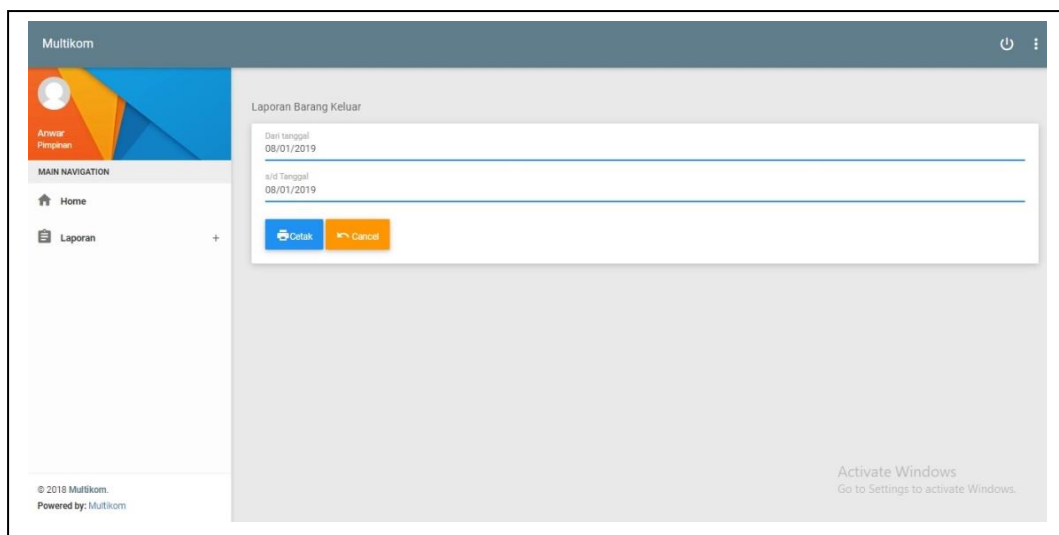 Multikom
Anwar
Pimpinan
MAIN NAVIGATION
Home
Laporan
+
© 2018 Multikom.
Powered by: Multikom
Laporan Barang Keluar
Dari tanggal
08/01/2019
s/d Tanggal
08/01/2019
Cetak Cancel
Activate Windows
Go to Settings to activate Windows.